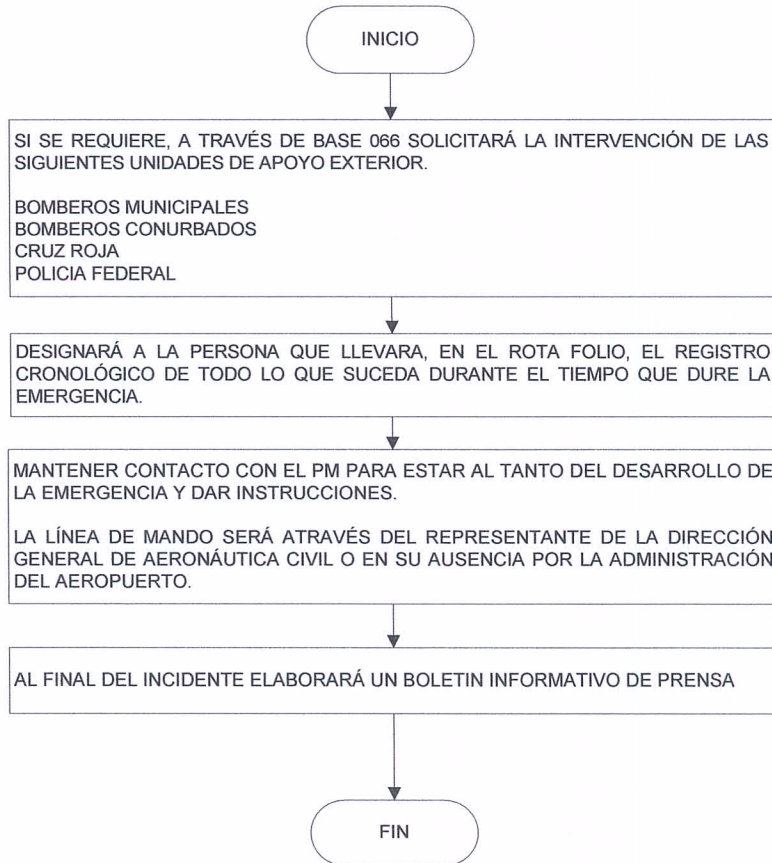 INICIO
SI SE REQUIERE, A TRAVÉS DE BASE 066 SOLICITARÁ LA INTERVENCIÓN DE LAS
SIGUIENTES UNIDADES DE APOYO EXTERIOR.
BOMBEROS MUNICIPALES
BOMBEROS CONURBADOS
CRUZ ROJA
POLICIA FEDERAL
DESIGNARÁ A LA PERSONA QUE LLEVARA, EN EL ROTA FOLIO, EL REGISTRO
CRONOLÓGICO DE TODO LO QUE SUCEDA DURANTE EL TIEMPO QUE DURE LA
EMERGENCIA.
MANTENER CONTACTO CON EL PM PARA ESTAR AL TANTO DEL DESARROLLO DE
LA EMERGENCIA Y DAR INSTRUCCIONES.
LA LÍNEA DE MANDO SERÁ ATRAVÉS DEL REPRESENTANTE DE LA DIRECCIÓN
GENERAL DE AERONÁUTICA CIVIL O EN SU AUSENCIA POR LA ADMINISTRACIÓN
DEL AEROPUERTO.
AL FINAL DEL INCIDENTE ELABORARÁ UN BOLETIN INFORMATIVO DE PRENSA
FIN